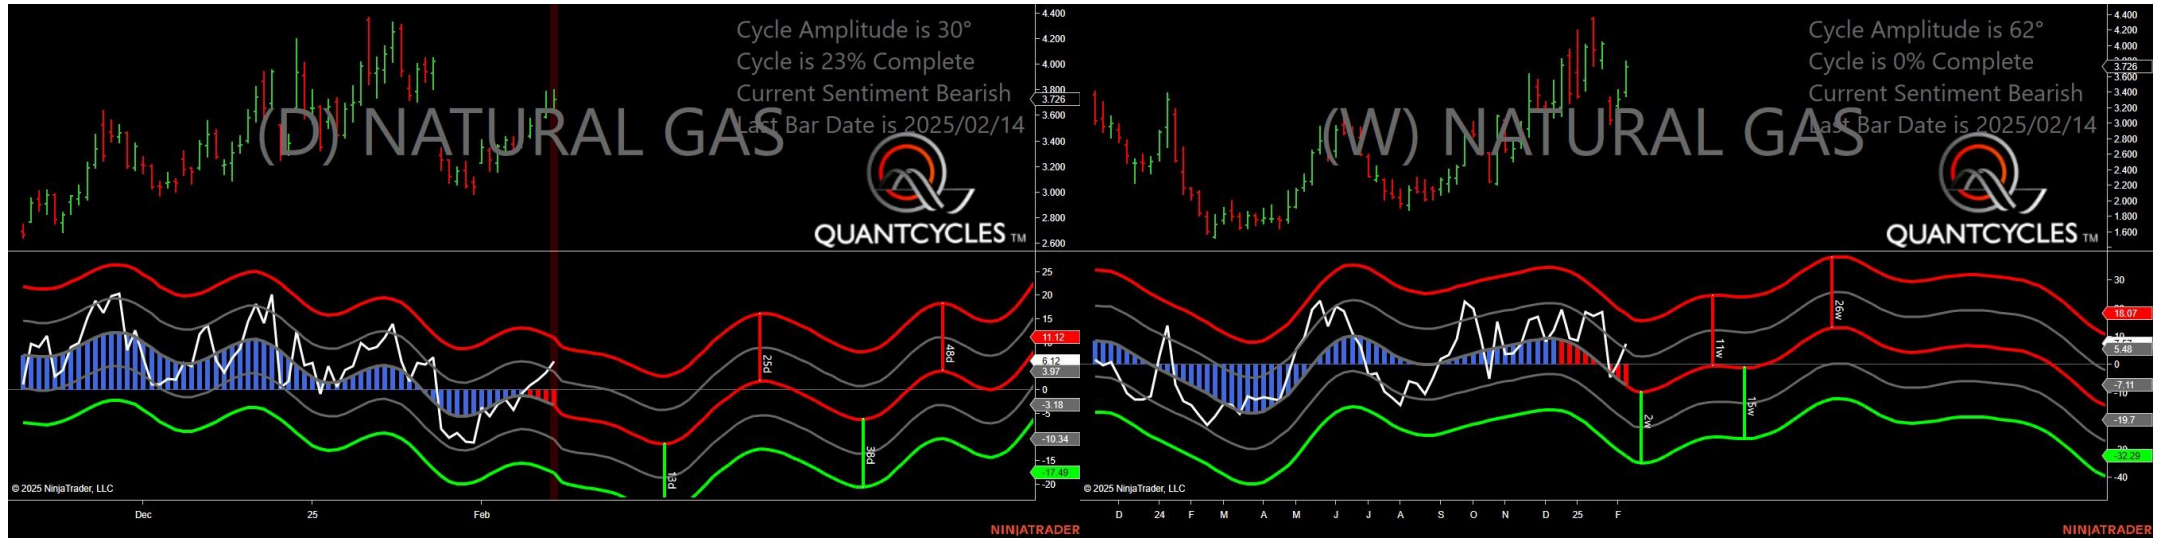 Cycle Amplitude is 30°
Cycle is 23% Complete
Current Sentiment Bearish
Last Bar Date is 2025/02/14
(D) NATURAL GAS
QUANTCYCLES TM
4.400
4.200
4.000
3.800
3.726
3.600
3.400
3.200
3.000
2.800
2.600
25
20
15
11.12
6.12
3.97
0
-3.18
-5
-10.34
-15
-17.49
-20
13d
25d
38d
48d
© 2025 NinjaTrader, LLC
Dec
25
Feb
NINJATRADER
Cycle Amplitude is 62°
Cycle is 0% Complete
Current Sentiment Bearish
Last Bar Date is 2025/02/14
(W) NATURAL GAS
QUANTCYCLES TM
4.400
4.200
4.000
3.726
3.600
3.400
3.200
3.000
2.800
2.600
2.400
2.200
2.000
1.800
1.600
30
18.07
5.48
0
-7.11
-10
-19.7
-32.29
-40
2w
11w
15w
26w
© 2025 NinjaTrader, LLC
D
24
F
M
A
M
J
J
A
S
O
N
D
25
F
NINJATRADER